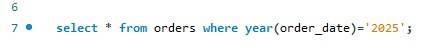 6
7 select * from orders where year(order_date)='2025';